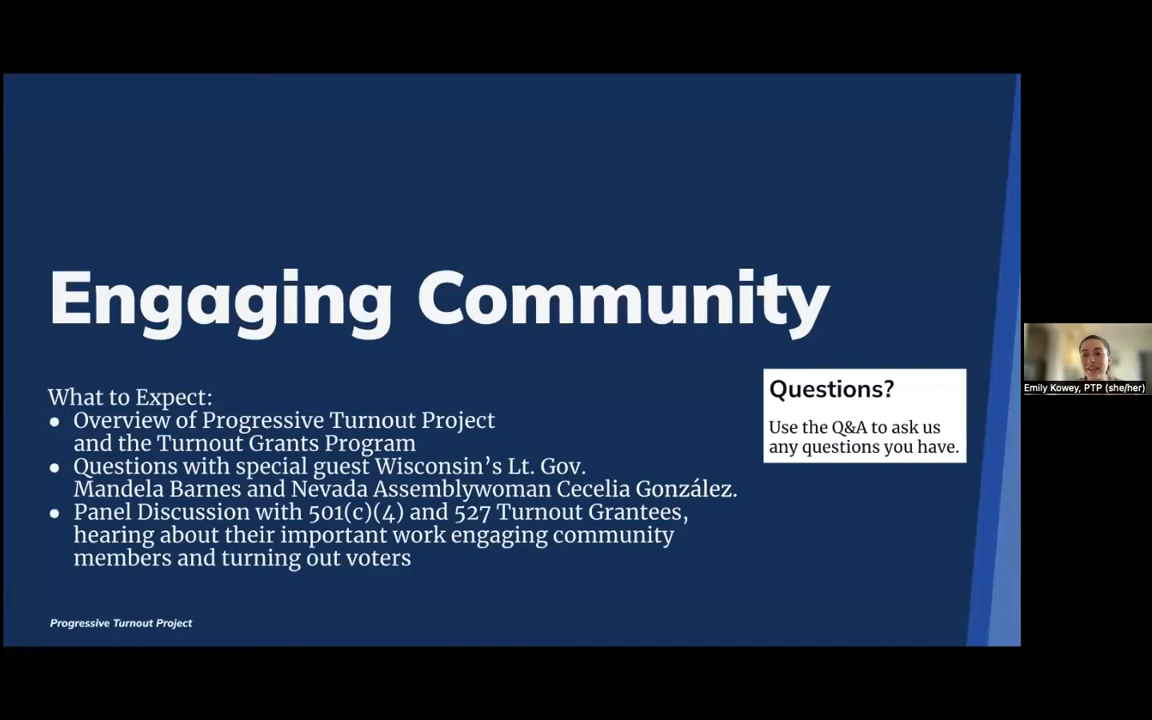 Engaging Community
What to Expect:
● Overview of Progressive Turnout Project
and the Turnout Grants Program
● Questions with special guest Wisconsin’s Lt. Gov.
Mandela Barnes and Nevada Assemblywoman Cecelia González.
● Panel Discussion with 501(c)(4) and 527 Turnout Grantees,
hearing about their important work engaging community
members and turning out voters
Questions?
Use the Q&A to ask us
any questions you have.
Progressive Turnout Project
Emily Kowey, PTP (she/her)